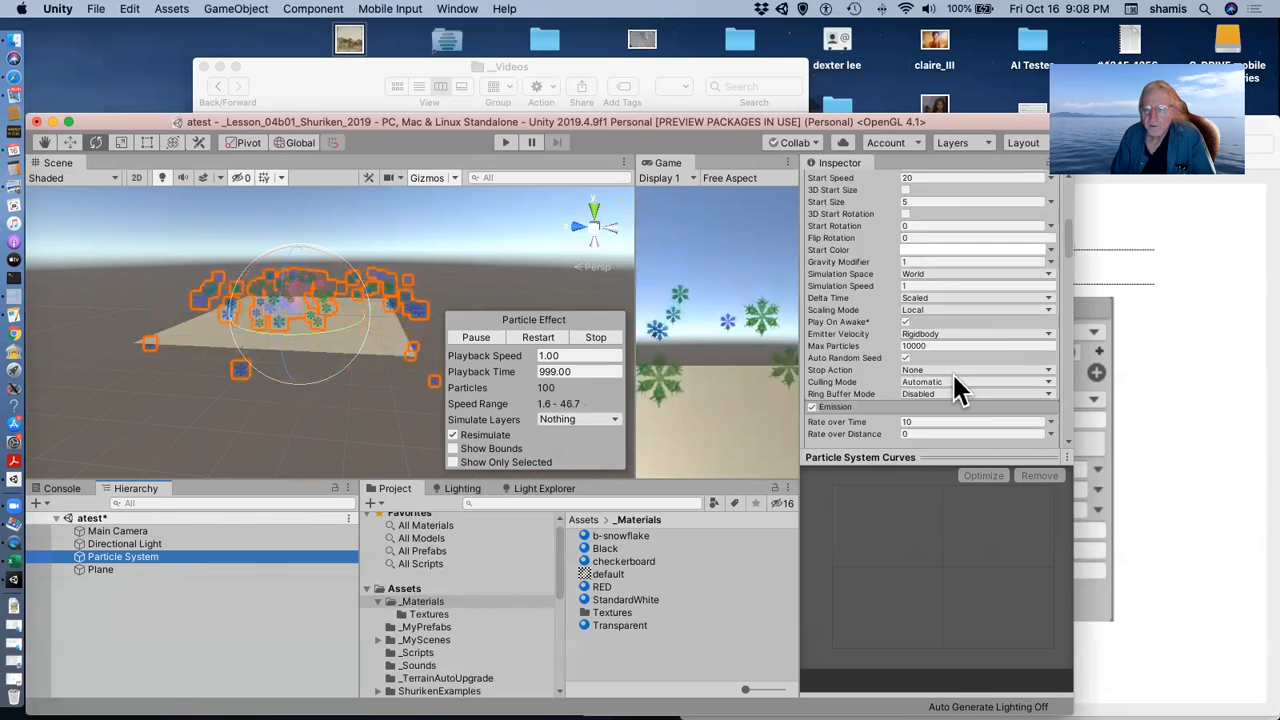 Unity File Edit Assets GameObject Component Mobile Input Window Help 100% Fri Oct 16 9:08 PM shamis
__Videos
dexter lee claire_III AI Tester
Search
Back/Forward View Group Action Share Add Tags Search
atest - _Lesson_04b01_Shuriken_2019 - PC, Mac & Linux Standalone - Unity 2019.4.9f1 Personal [PREVIEW PACKAGES IN USE] (Personal) <OpenGL 4.1>
Pivot Global Collab Account Layers Layout
Scene Game Inspector
Shaded 2D 0 Gizmos All Display 1 Free Aspect
Start Speed 20
3D Start Size
Start Size 5
3D Start Rotation
Start Rotation 0
Flip Rotation 0
Start Color
Gravity Modifier 1
Simulation Space World
Simulation Speed 1
Delta Time Scaled
Scaling Mode Local
Play On Awake*
Emitter Velocity Rigidbody
Max Particles 10000
Auto Random Seed
Stop Action None
Culling Mode Automatic
Ring Buffer Mode Disabled
Emission
Rate over Time 10
Rate over Distance 0
y
Persp
Particle Effect
Pause Restart Stop
Playback Speed 1.00
Playback Time 999.00
Particles 100
Speed Range 1.6 - 46.7
Simulate Layers Nothing
Resimulate
Show Bounds
Show Only Selected
Particle System Curves
Optimize Remove
Console Hierarchy
All
atest*
Main Camera
Directional Light
Particle System
Plane
Project Lighting Light Explorer
16
Favorites
All Materials
All Models
All Prefabs
All Scripts
Assets
_Materials
Textures
_MyPrefabs
_MyScenes
_Scripts
_Sounds
_TerrainAutoUpgrade
ShurikenExamples
Assets > _Materials
b-snowflake
Black
checkerboard
default
RED
StandardWhite
Textures
Transparent
Auto Generate Lighting Off